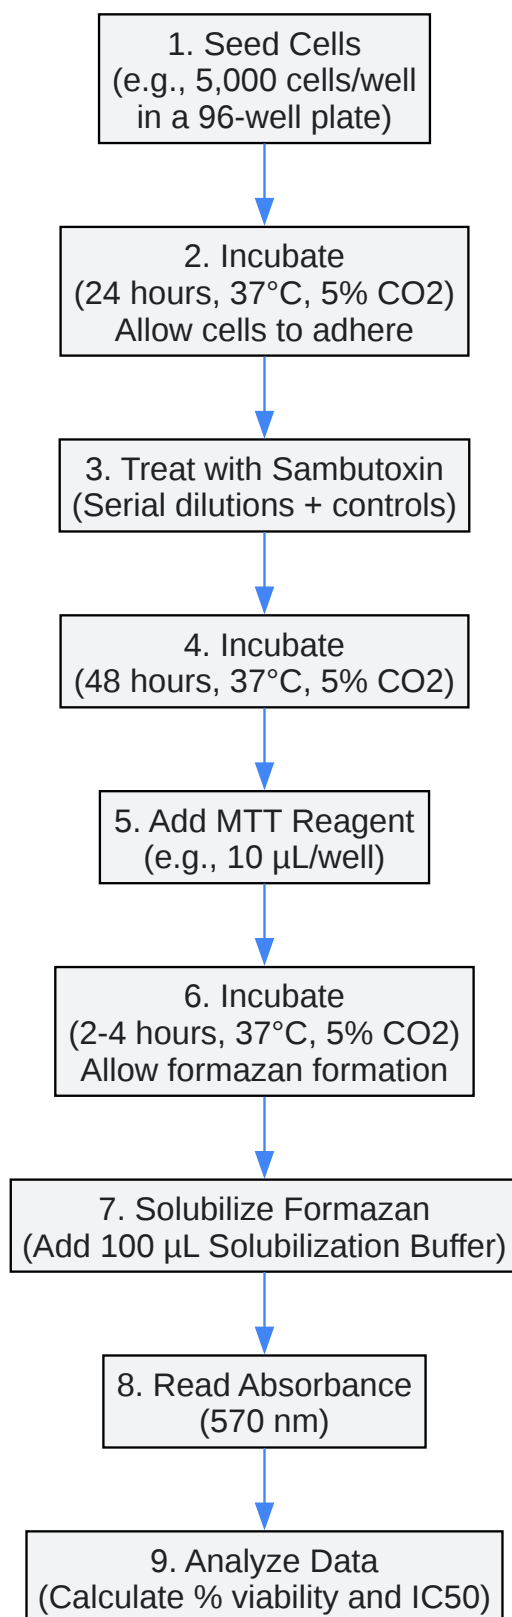 1. Seed Cells
(e.g., 5,000 cells/well
in a 96-well plate)
2. Incubate
(24 hours, 37°C, 5% CO2)
Allow cells to adhere
3. Treat with Sambutoxin
(Serial dilutions + controls)
4. Incubate
(48 hours, 37°C, 5% CO2)
5. Add MTT Reagent
(e.g., 10 µL/well)
6. Incubate
(2-4 hours, 37°C, 5% CO2)
Allow formazan formation
7. Solubilize Formazan
(Add 100 µL Solubilization Buffer)
8. Read Absorbance
(570 nm)
9. Analyze Data
(Calculate % viability and IC50)